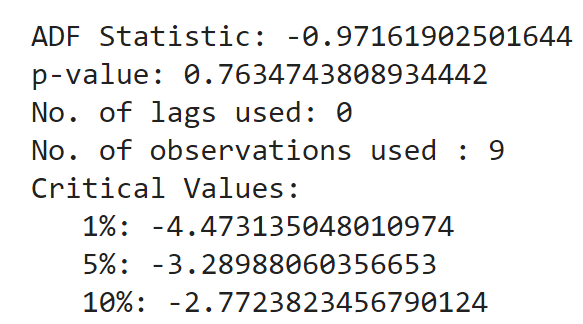 ADF Statistic: -0.97161902501644
p-value: 0.7634743808934442
No. of lags used: 0
No. of observations used : 9
Critical Values:
1%: -4.473135048010974
5%: -3.28988060356653
10%: -2.7723823456790124